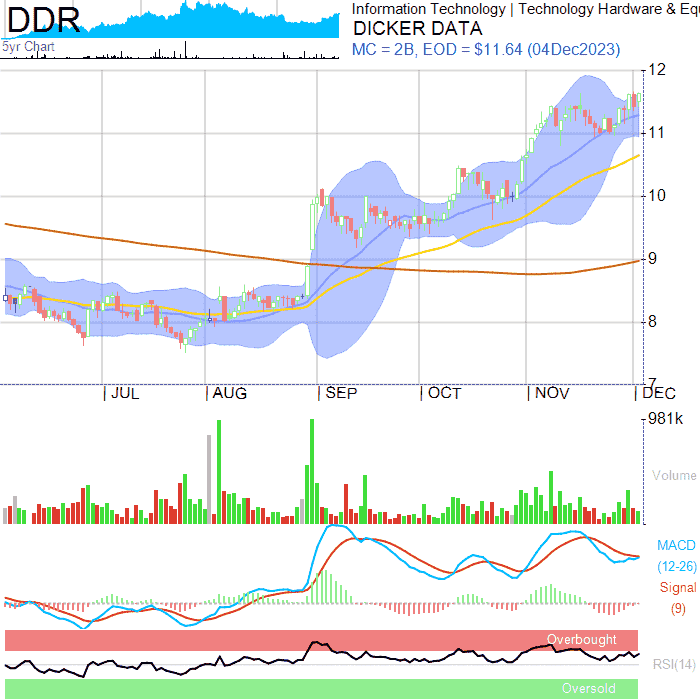 DDR
Information Technology | Technology Hardware & Equ
DICKER DATA
MC = 2B, EOD = $11.64 (04Dec2023)
5yr Chart
12
11
10
9
8
7
JUL
AUG
SEP
OCT
NOV
DEC
981k
Volume
MACD
(12-26)
Signal
(9)
Overbought
RSI(14)
Oversold